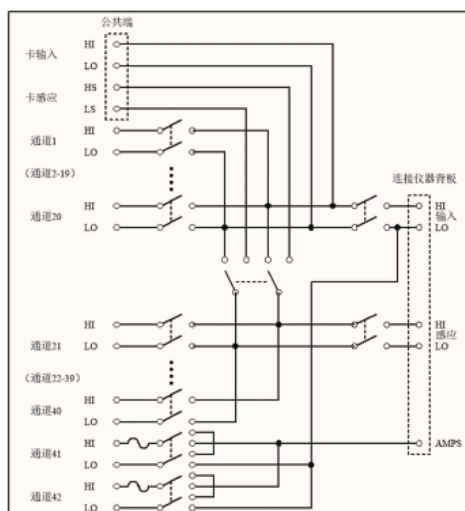 公共端
卡输入 HI
LO
卡感应 HS
LS
通道1 HI
LO
(通道2-19)
通道20 HI
LO
连接仪器背板
HI
输入
LO
通道21 HI
LO
HI
感应
LO
(通道22-39)
通道40 HI
LO
通道41 HI
LO
AMPS
通道42 HI
LO